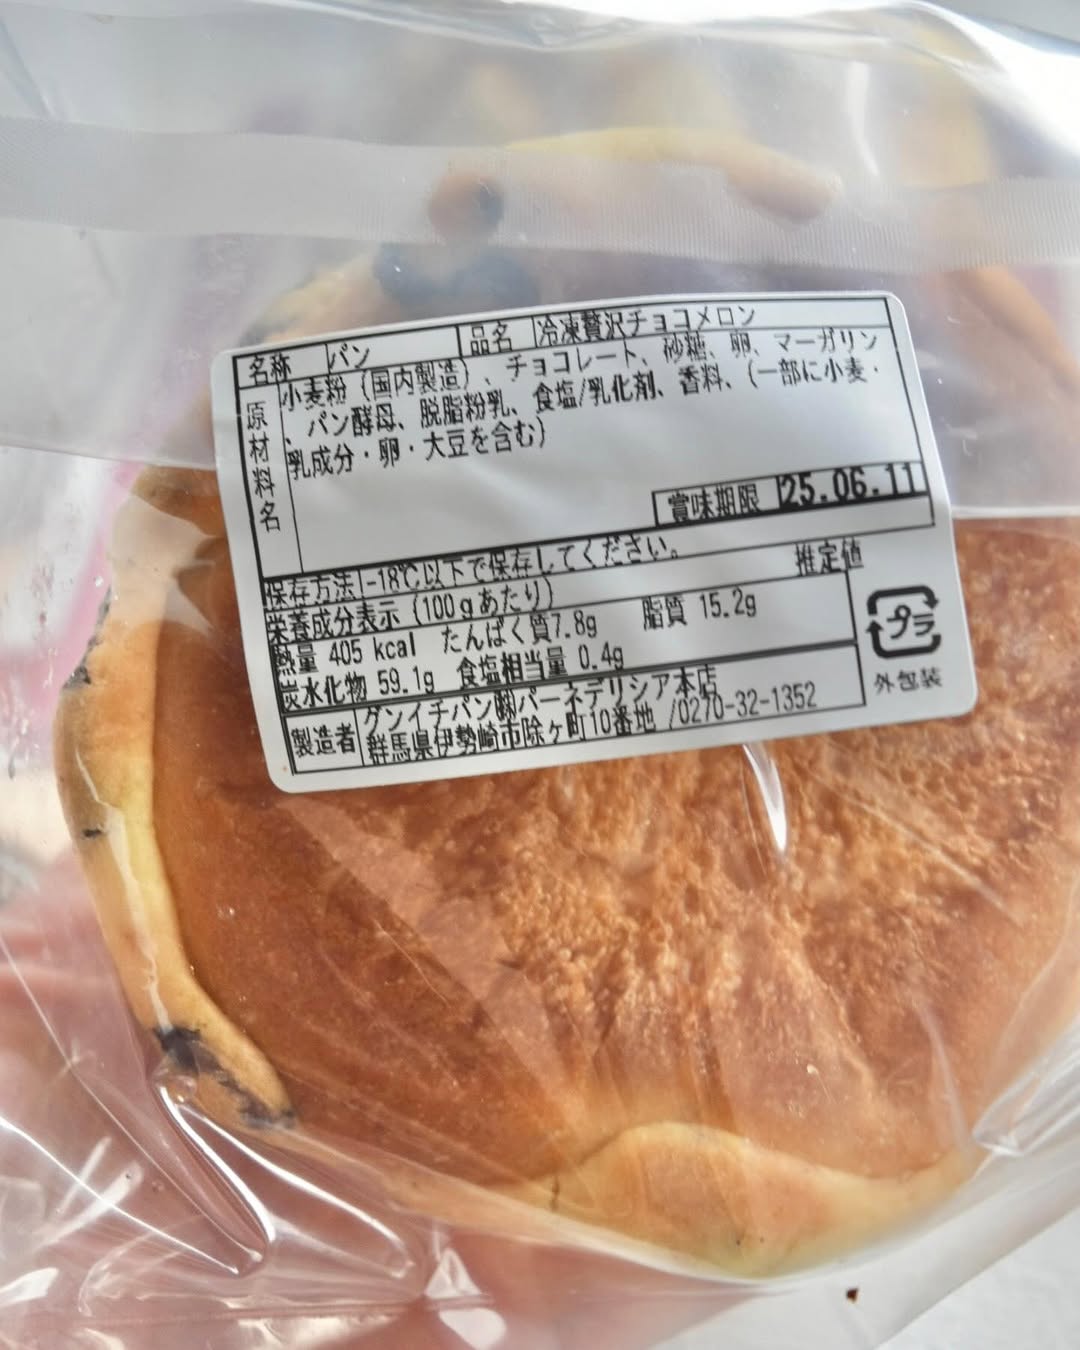 名称 パン 品名 冷凍贅沢チョコメロン
原材料名 小麦粉（国内製造）、チョコレート、砂糖、卵、マーガリン
、パン酵母、脱脂粉乳、食塩/乳化剤、香料、（一部に小麦・
乳成分・卵・大豆を含む）
賞味期限 25.06.11
保存方法 -18℃以下で保存してください。
栄養成分表示（100gあたり） 推定値
熱量 405 kcal たんぱく質7.8g 脂質 15.2g
炭水化物 59.1g 食塩相当量 0.4g
製造者 グンイチパン㈱パーネデリシア本店
群馬県伊勢崎市除ヶ町10番地 /0270-32-1352
プラ
外包装